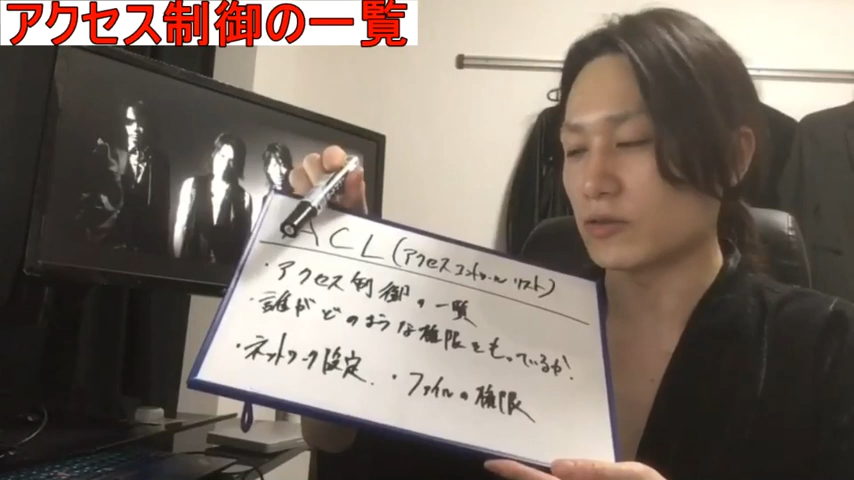 アクセス制御の一覧
ACL(アクセスコントロールリスト)
・アクセス制御の一覧
・誰がどのような権限をもっているか!
・ネットワーク設定. ・ファイルの権限